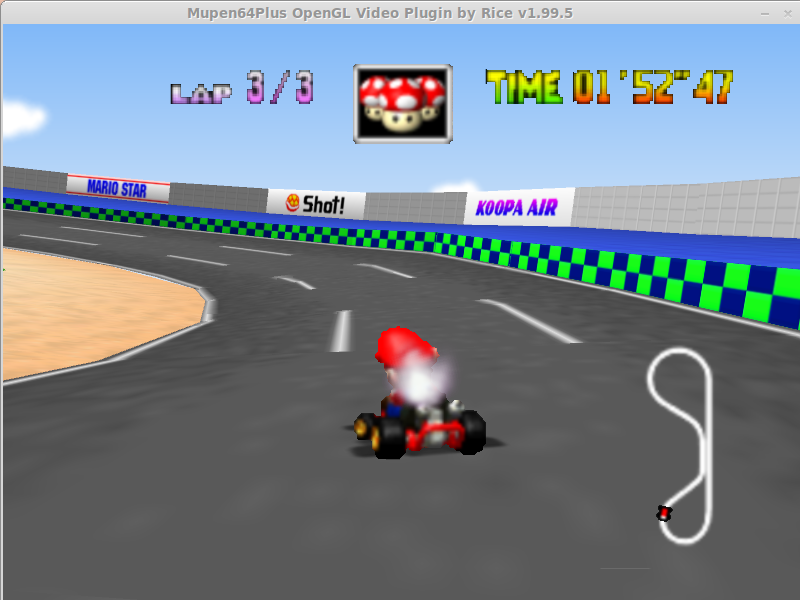 Mupen64Plus OpenGL Video Plugin by Rice v1.99.5
LAP 3/3
TIME 01'52"47
MARIO STAR
Shot!
KOOPA AIR